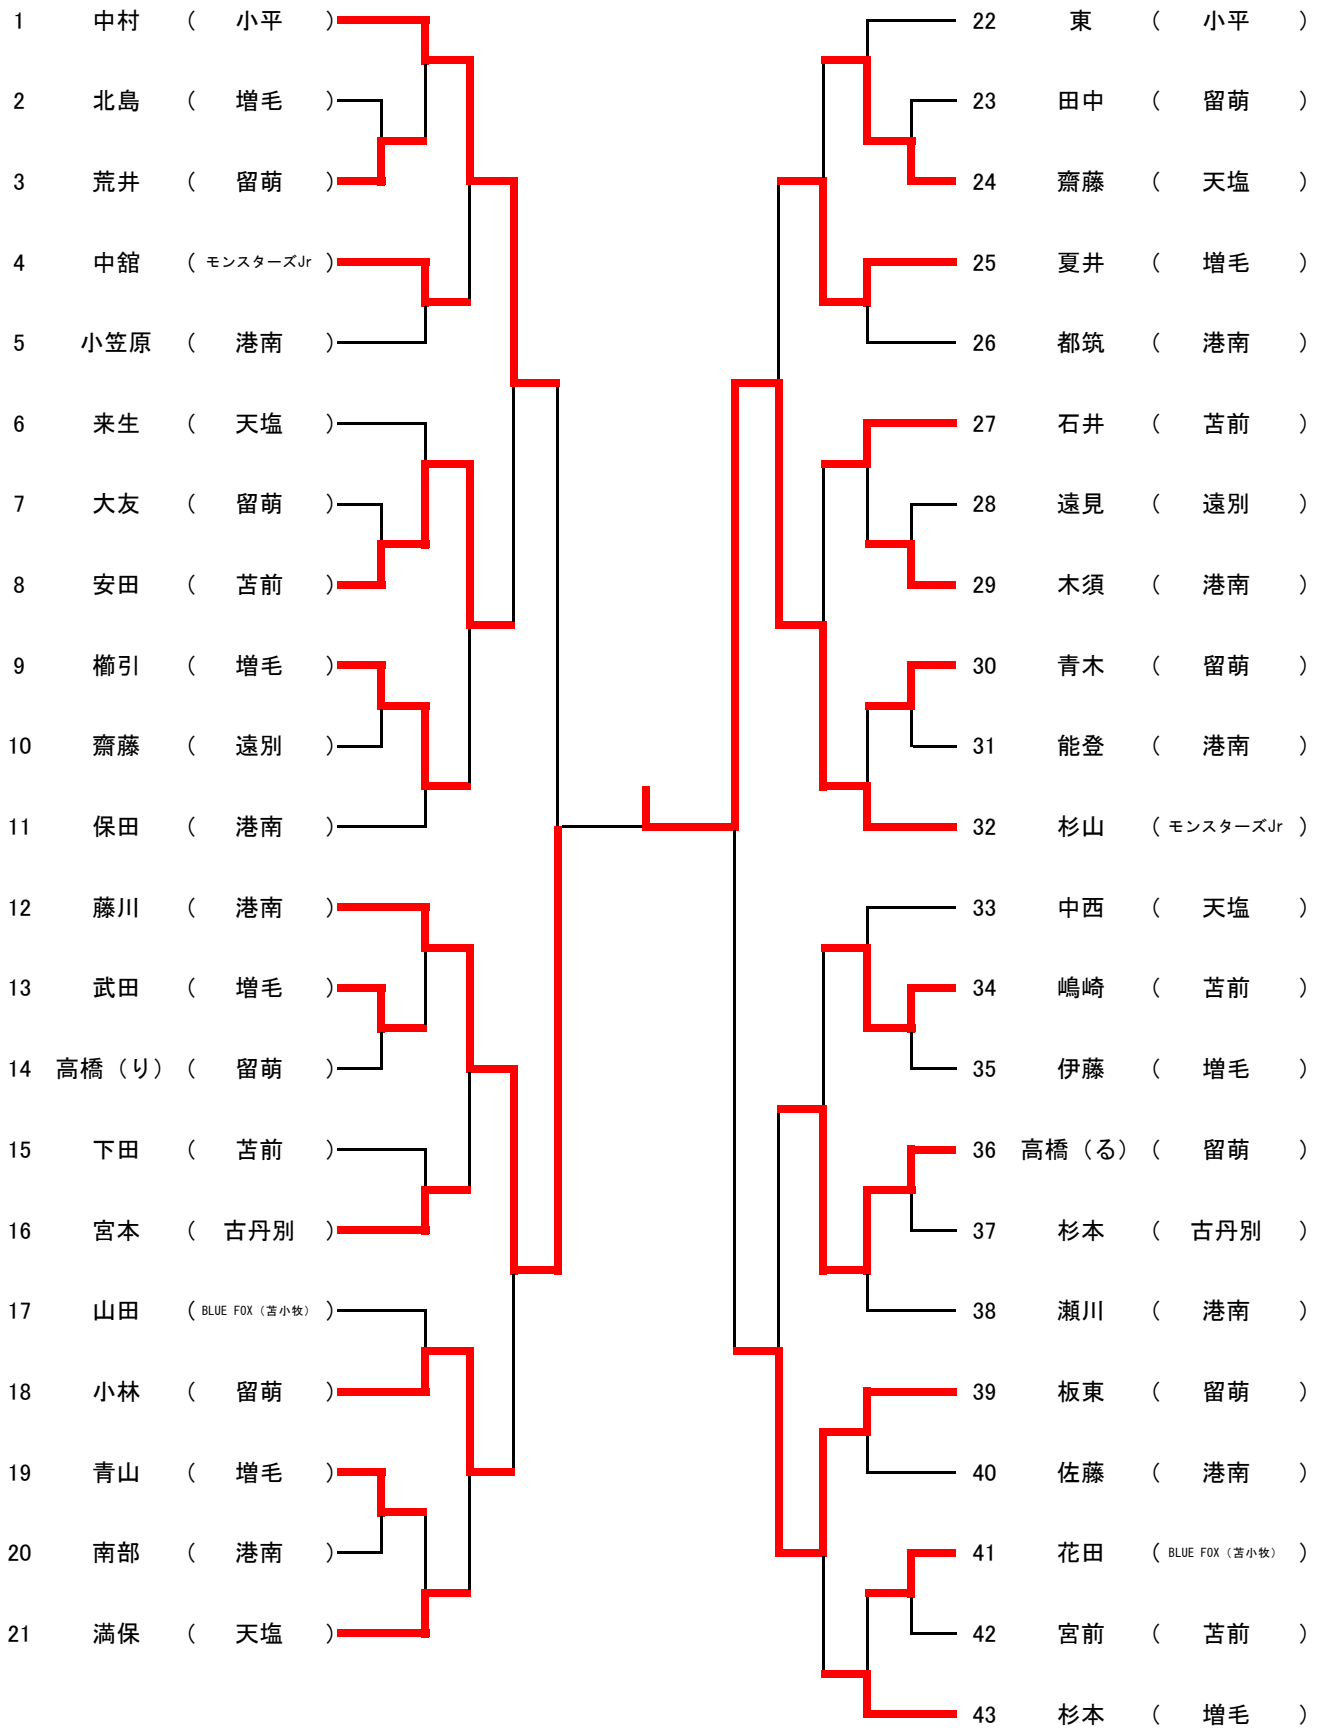 1 中村 ( 小平 )
2 北島 ( 増毛 )
3 荒井 ( 留萌 )
4 中舘 ( モンスターズJr )
5 小笠原 ( 港南 )
6 来生 ( 天塩 )
7 大友 ( 留萌 )
8 安田 ( 苫前 )
9 櫛引 ( 増毛 )
10 齋藤 ( 遠別 )
11 保田 ( 港南 )
12 藤川 ( 港南 )
13 武田 ( 増毛 )
14 高橋（り） ( 留萌 )
15 下田 ( 苫前 )
16 宮本 ( 古丹別 )
17 山田 ( BLUE FOX（苫小牧） )
18 小林 ( 留萌 )
19 青山 ( 増毛 )
20 南部 ( 港南 )
21 満保 ( 天塩 )
22 東 ( 小平 )
23 田中 ( 留萌 )
24 齋藤 ( 天塩 )
25 夏井 ( 増毛 )
26 都筑 ( 港南 )
27 石井 ( 苫前 )
28 遠見 ( 遠別 )
29 木須 ( 港南 )
30 青木 ( 留萌 )
31 能登 ( 港南 )
32 杉山 ( モンスターズJr )
33 中西 ( 天塩 )
34 嶋崎 ( 苫前 )
35 伊藤 ( 増毛 )
36 高橋（る） ( 留萌 )
37 杉本 ( 古丹別 )
38 瀬川 ( 港南 )
39 板東 ( 留萌 )
40 佐藤 ( 港南 )
41 花田 ( BLUE FOX（苫小牧） )
42 宮前 ( 苫前 )
43 杉本 ( 増毛 )